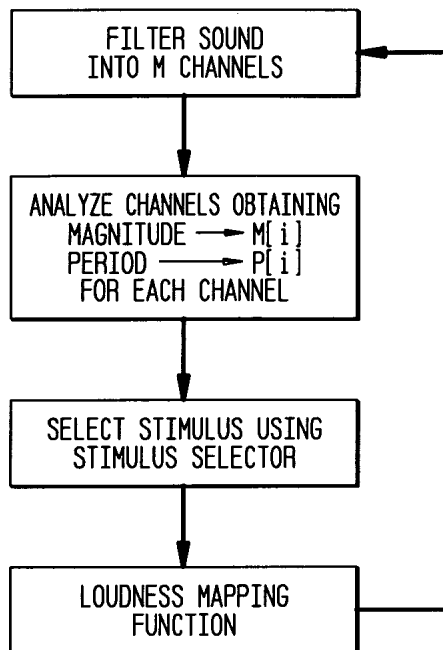 FILTER SOUND
INTO M CHANNELS
ANALYZE CHANNELS OBTAINING
MAGNITUDE → M[i]
PERIOD → P[i]
FOR EACH CHANNEL
SELECT STIMULUS USING
STIMULUS SELECTOR
LOUDNESS MAPPING
FUNCTION